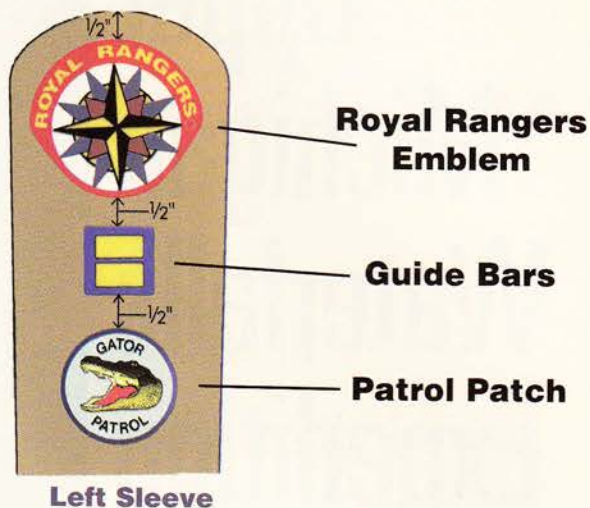 1/2"
ROYAL RANGERS
Royal Rangers
Emblem
1/2"
Guide Bars
1/2"
GATOR
PATROL
Patrol Patch
Left Sleeve